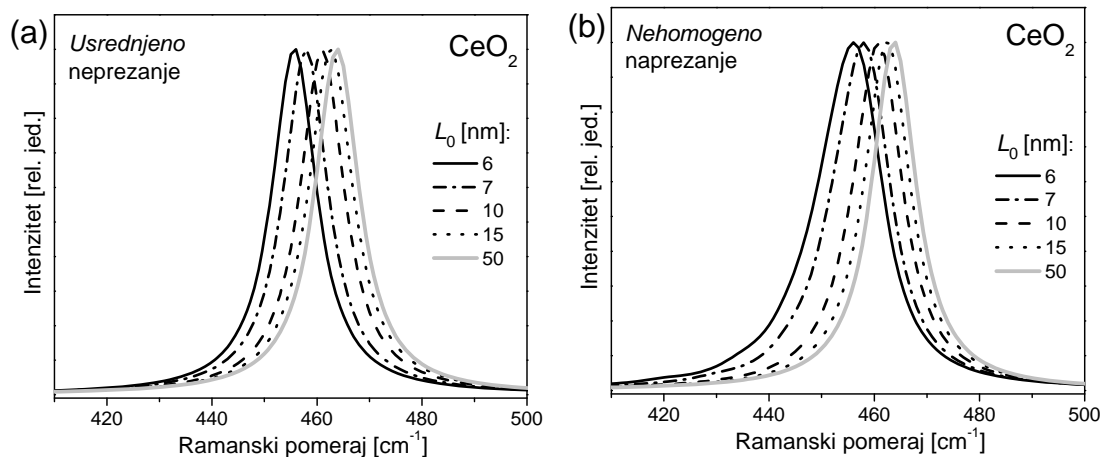 (a)
Usrednjeno
neprezanje
CeO₂
L₀ [nm]:
6
7
10
15
50
Intenzitet [rel. jed.]
440 460 480 500
Ramanski pomeraj [cm⁻¹]
(b)
Nehomogeno
naprezanje
CeO₂
L₀ [nm]:
6
7
10
15
50
Intenzitet [rel. jed.]
420 440 460 480 500
Ramanski pomeraj [cm⁻¹]